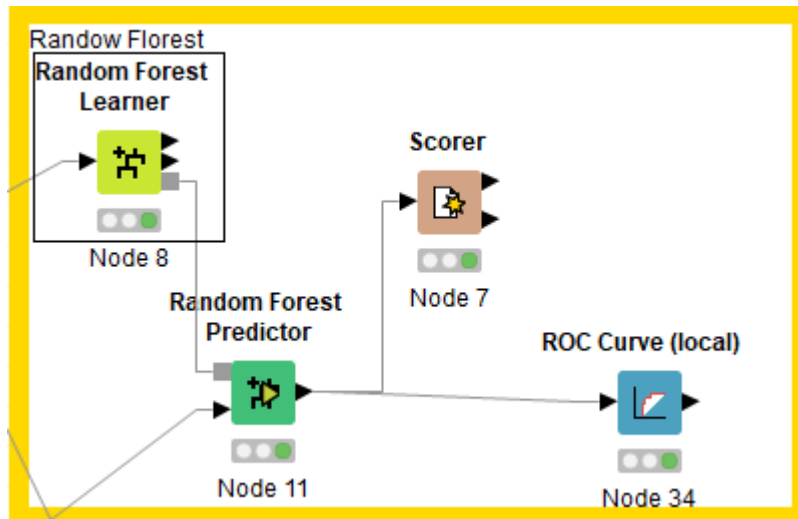 Randow Florest
Random Forest
Learner
Node 8
Scorer
Node 7
Random Forest
Predictor
Node 11
ROC Curve (local)
Node 34